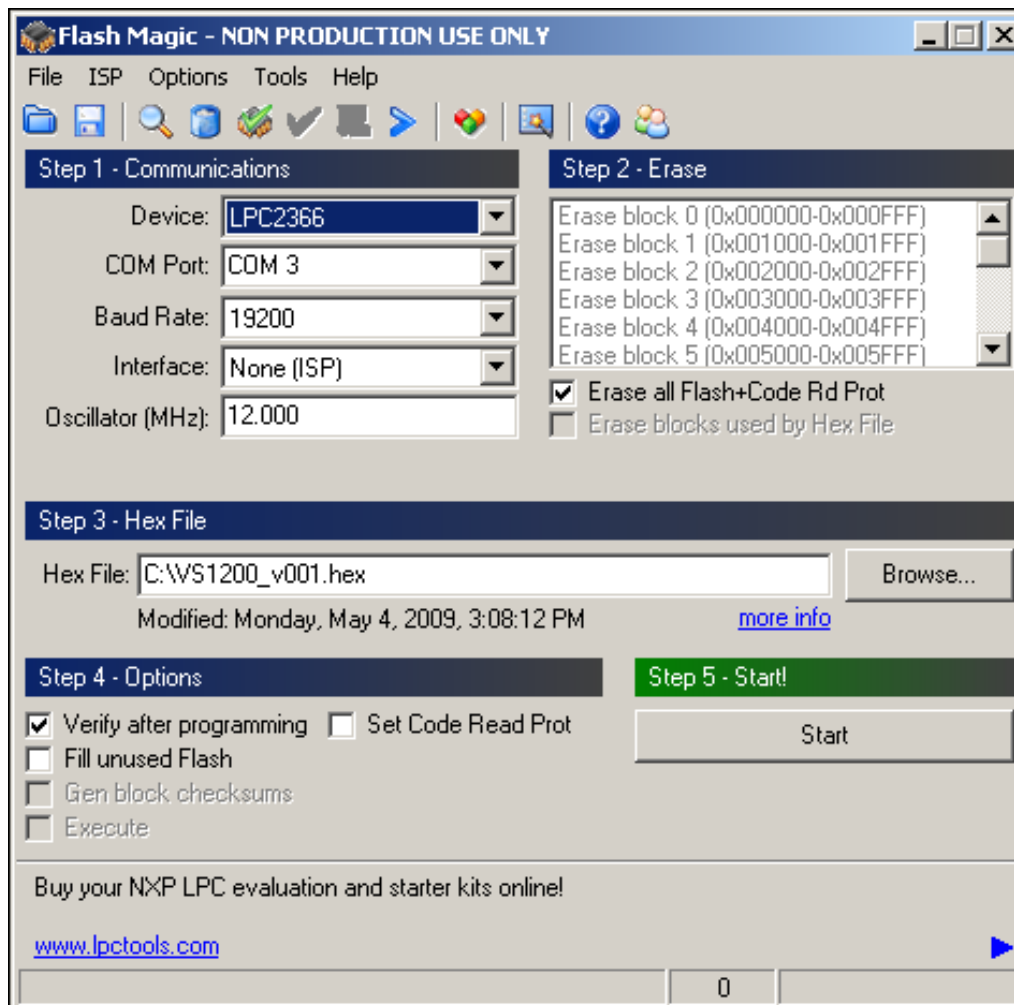 Flash Magic - NON PRODUCTION USE ONLY
File ISP Options Tools Help
Step 1 - Communications
Device: LPC2366
COM Port: COM 3
Baud Rate: 19200
Interface: None (ISP)
Oscillator (MHz): 12.000
Step 2 - Erase
Erase block 0 (0x000000-0x000FFF)
Erase block 1 (0x001000-0x001FFF)
Erase block 2 (0x002000-0x002FFF)
Erase block 3 (0x003000-0x003FFF)
Erase block 4 (0x004000-0x004FFF)
Erase block 5 (0x005000-0x005FFF)
Erase all Flash+Code Rd Prot
Erase blocks used by Hex File
Step 3 - Hex File
Hex File: C:\VS1200_v001.hex Browse...
Modified: Monday, May 4, 2009, 3:08:12 PM more info
Step 4 - Options
Verify after programming Set Code Read Prot
Fill unused Flash
Gen block checksums
Execute
Step 5 - Start!
Start
Buy your NXP LPC evaluation and starter kits online!
www.lpctools.com
0